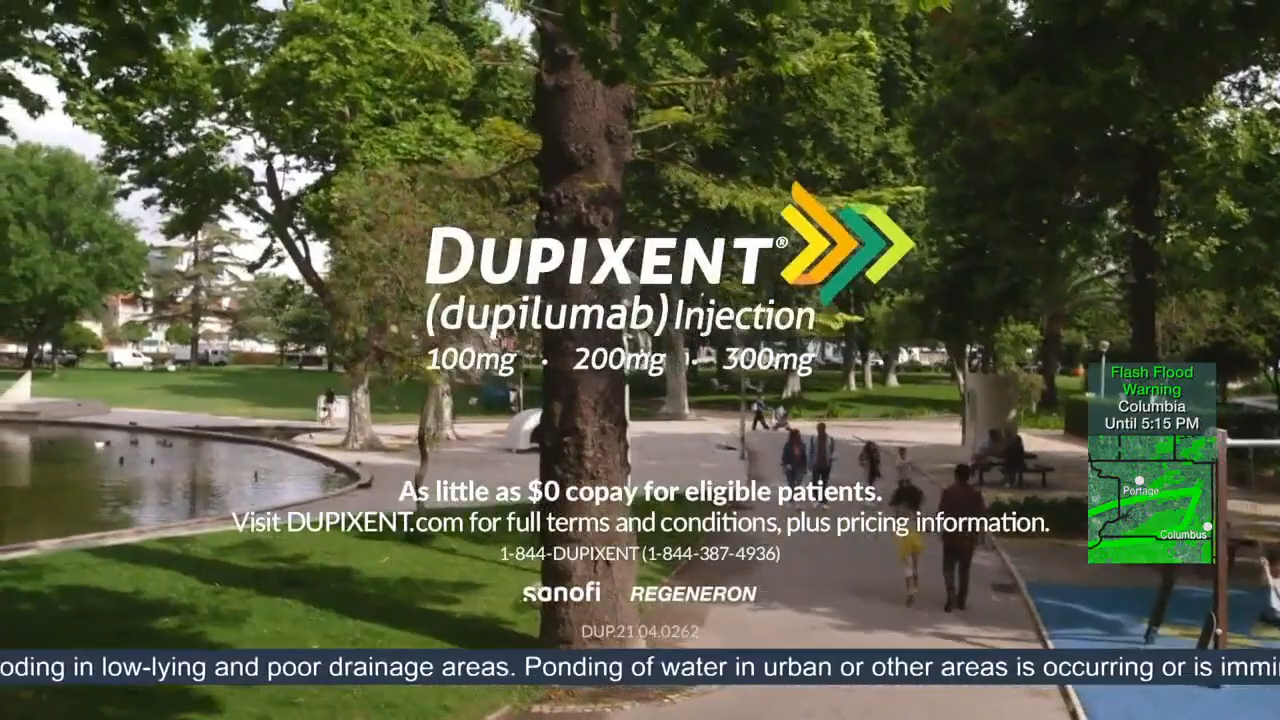 DUPIXENT®
(dupilumab) Injection
100mg · 200mg · 300mg
Flash Flood
Warning
Columbia
Until 5:15 PM
Portage
Columbus
As little as $0 copay for eligible patients.
Visit DUPIXENT.com for full terms and conditions, plus pricing information.
1-844-DUPIXENT (1-844-387-4936)
sanofi REGENERON
DUP.21.04.0262
oding in low-lying and poor drainage areas. Ponding of water in urban or other areas is occurring or is immi